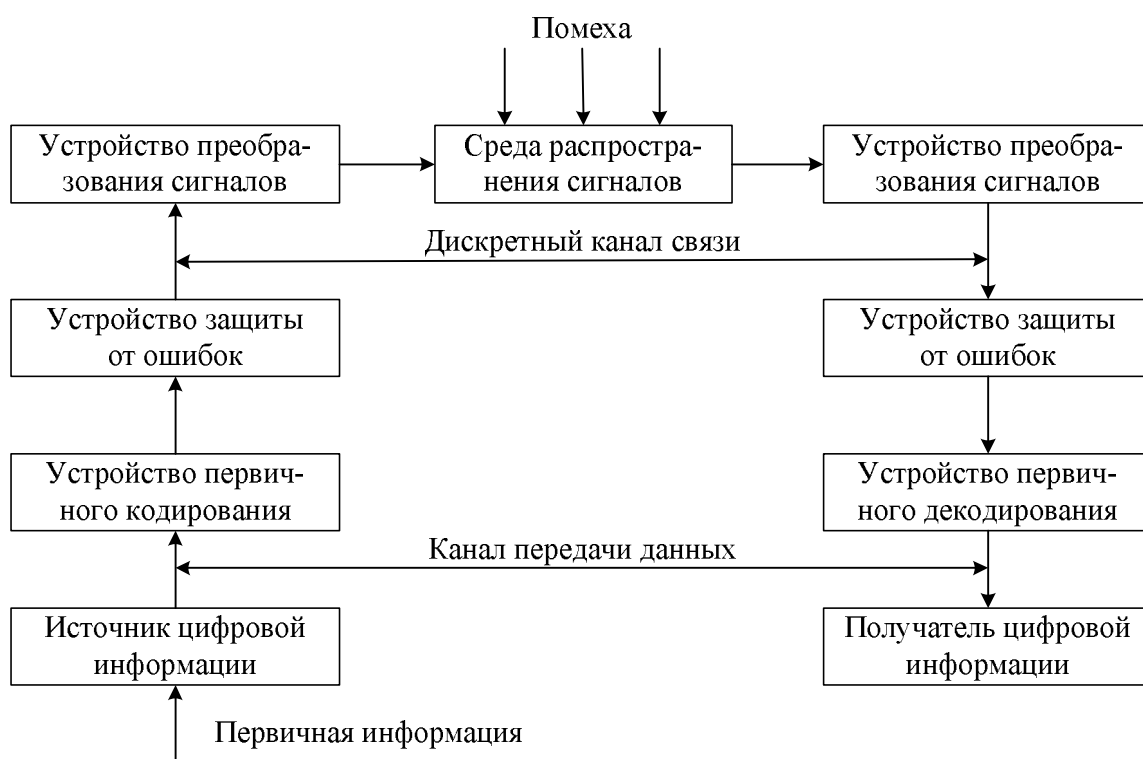 Помеха
Устройство преобра-
зования сигналов
Среда распростра-
нения сигналов
Устройство преобра-
зования сигналов
Дискретный канал связи
Устройство защиты
от ошибок
Устройство защиты
от ошибок
Устройство первич-
ного кодирования
Устройство первич-
ного декодирования
Канал передачи данных
Источник цифровой
информации
Получатель цифровой
информации
Первичная информация